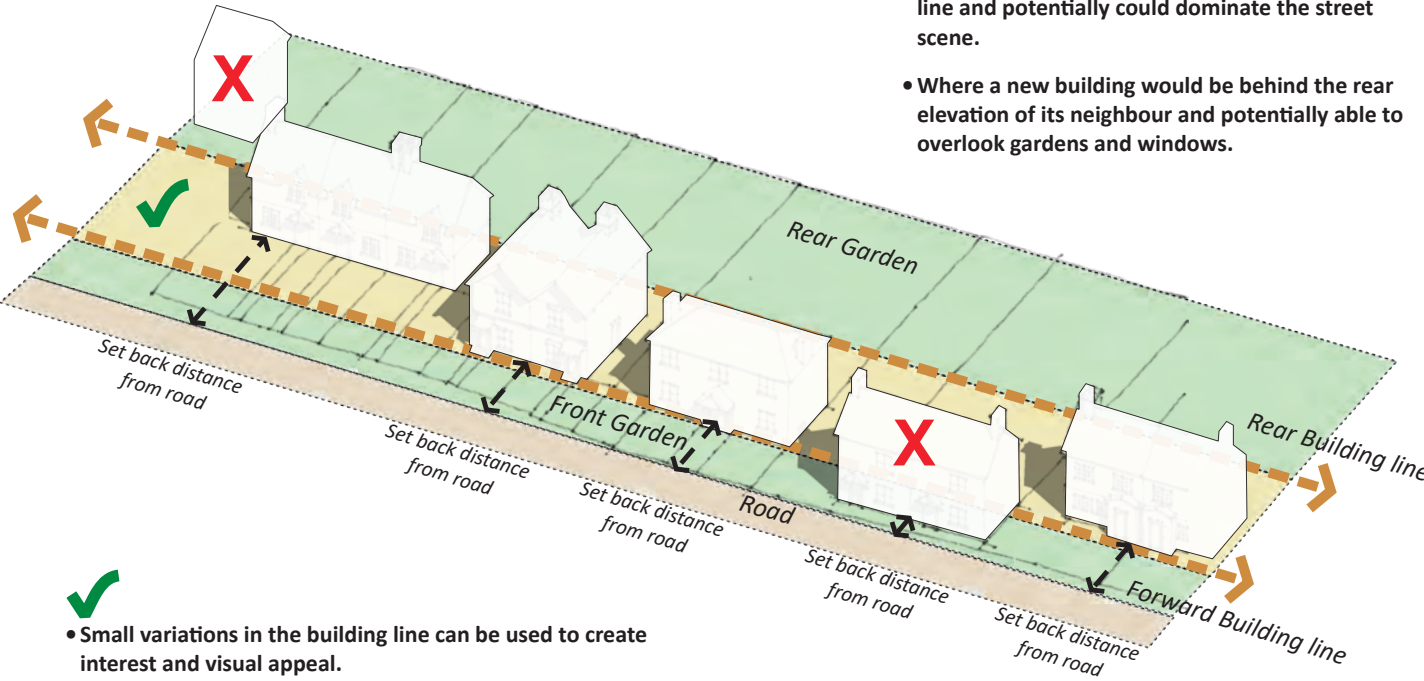 line and potentially could dominate the street
scene.
• Where a new building would be behind the rear
elevation of its neighbour and potentially able to
overlook gardens and windows.
X
Rear Garden
Set back distance
from road
Front Garden
X
Rear Building line
Set back distance
from road
Road
Set back distance
from road
Set back distance
from road
Forward Building line
Set back distance
from road
• Small variations in the building line can be used to create
interest and visual appeal.